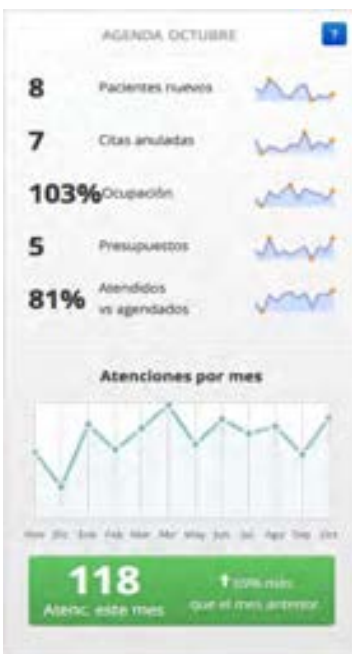 AGENDA OCTUBRE
?
8 Pacientes nuevos
7 Citas anuladas
103% Ocupación
5 Presupuestos
81% Atendidos
vs agendados
Atenciones por mes
Nov Dic Ene Feb Mar Abr May Jun Jul Ago Sep Oct
118
Atenc. este mes
más
que el mes anterior